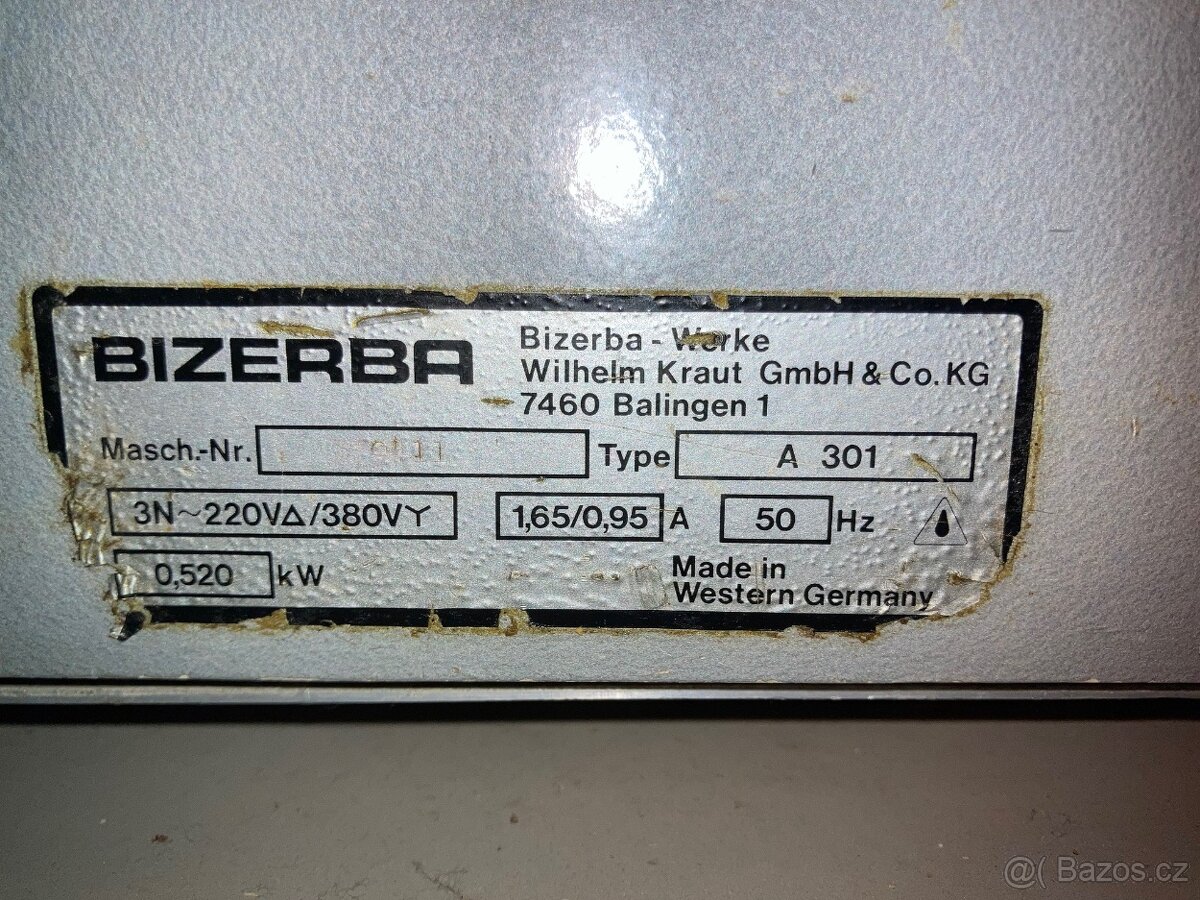 BIZERBA
Bizerba - Werke
Wilhelm Kraut GmbH & Co. KG
7460 Balingen 1
Masch.-Nr.
Type A 301
3N~220V△/380VY 1,65/0,95 A 50 Hz
0,520 kW
Made in
Western Germany
@( Bazos.cz